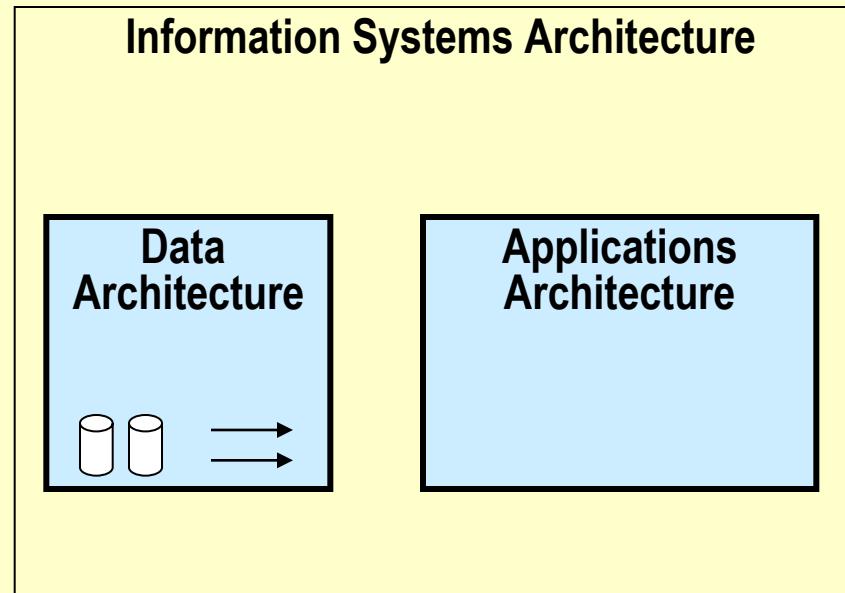 Information Systems Architecture
Data
Architecture
Applications
Architecture